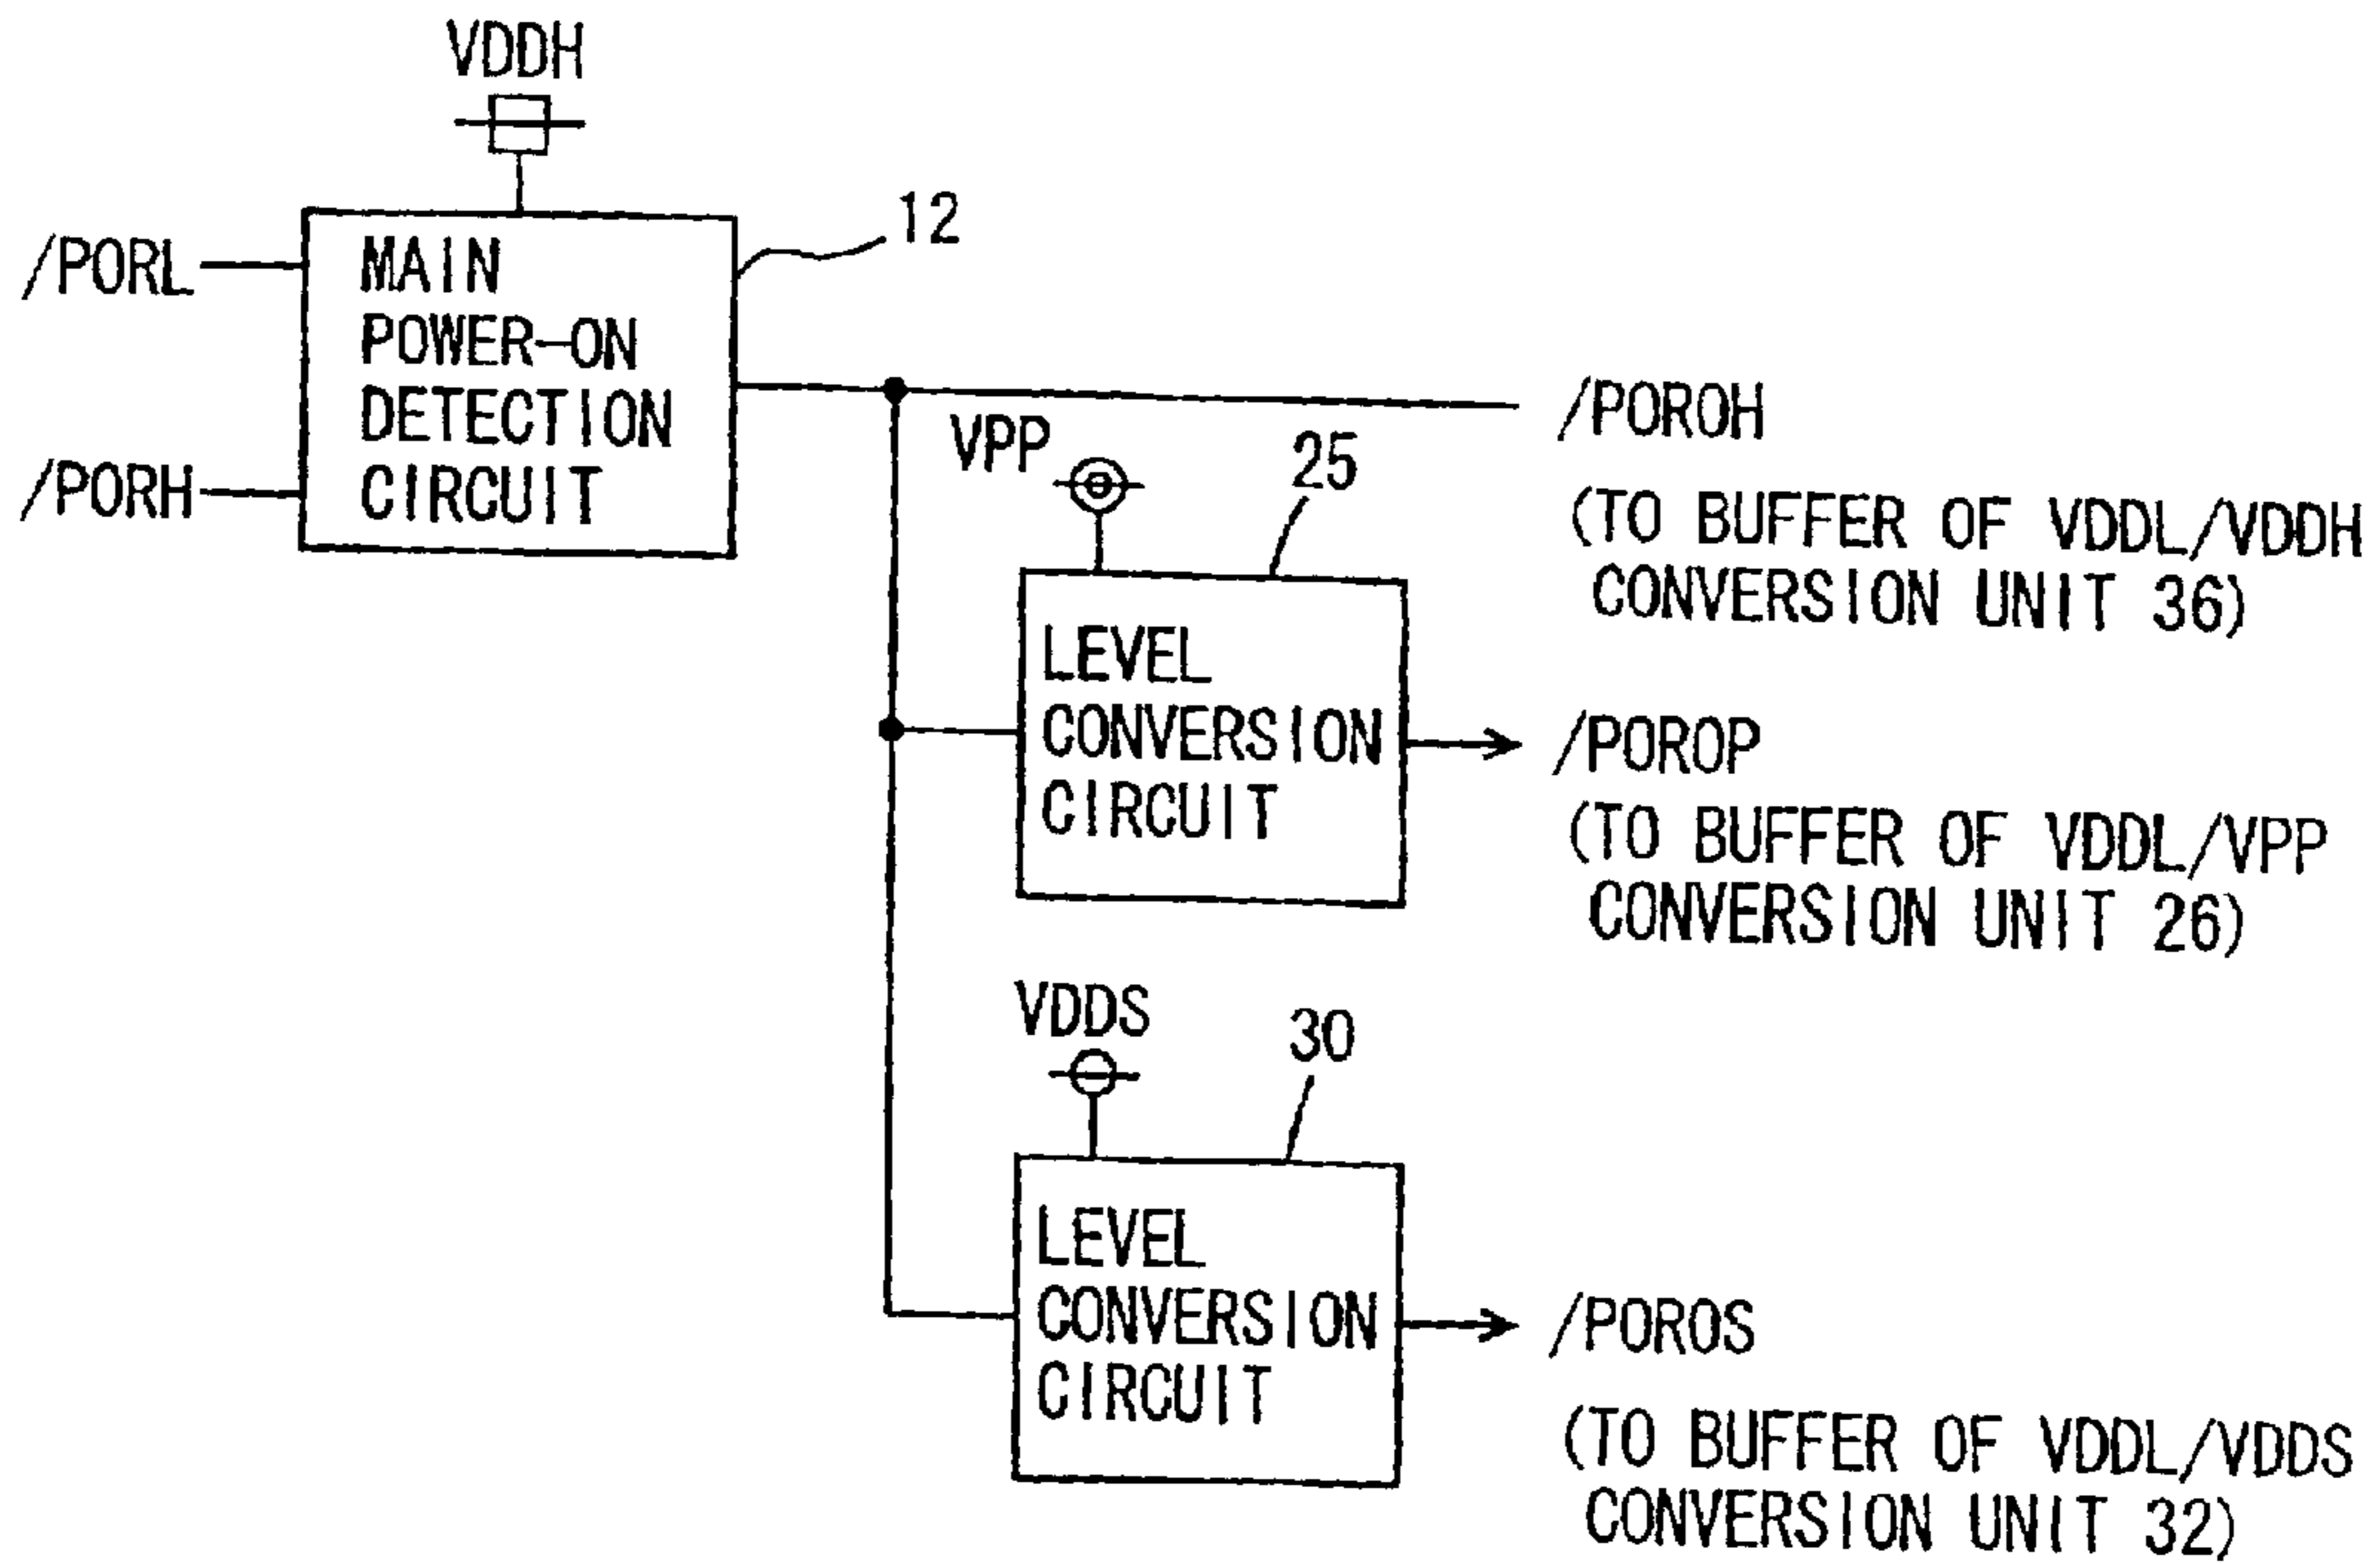 VDDH
12
/PORL
MAIN
POWER-ON
DETECTION
CIRCUIT
/PORH
/POROH
(TO BUFFER OF VDDL/VDDH
CONVERSION UNIT 36)
VPP
25
LEVEL
CONVERSION
CIRCUIT
/POROP
(TO BUFFER OF VDDL/VPP
CONVERSION UNIT 26)
VDDS
30
LEVEL
CONVERSION
CIRCUIT
/POROS
(TO BUFFER OF VDDL/VDDS
CONVERSION UNIT 32)